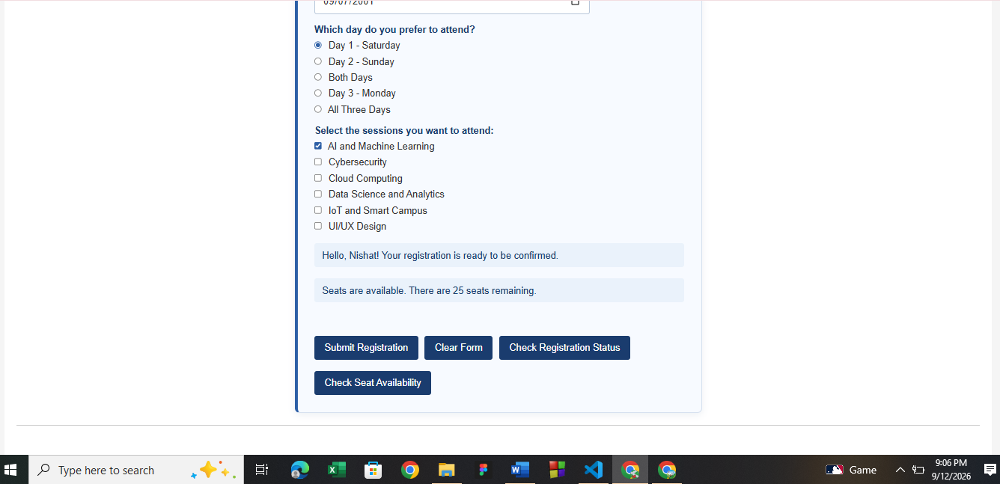 09/07/2001
Which day do you prefer to attend?
Day 1 - Saturday
Day 2 - Sunday
Both Days
Day 3 - Monday
All Three Days
Select the sessions you want to attend:
AI and Machine Learning
Cybersecurity
Cloud Computing
Data Science and Analytics
IoT and Smart Campus
UI/UX Design
Hello, Nishat! Your registration is ready to be confirmed.
Seats are available. There are 25 seats remaining.
Submit Registration Clear Form Check Registration Status
Check Seat Availability
Type here to search
Game
9:06 PM
9/12/2026